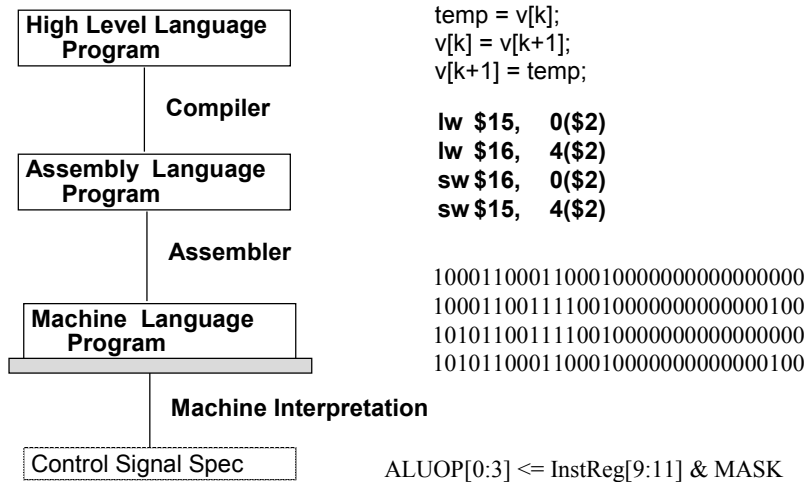 High Level Language
Program
temp = v[k];
v[k] = v[k+1];
v[k+1] = temp;
Compiler
lw $15, 0($2)
lw $16, 4($2)
sw $16, 0($2)
sw $15, 4($2)
Assembly Language
Program
Assembler
10001100011000100000000000000000
10001100111100100000000000000100
10101100111100100000000000000000
10101100011000100000000000000100
Machine Language
Program
Machine Interpretation
Control Signal Spec
ALUOP[0:3] <= InstReg[9:11] & MASK